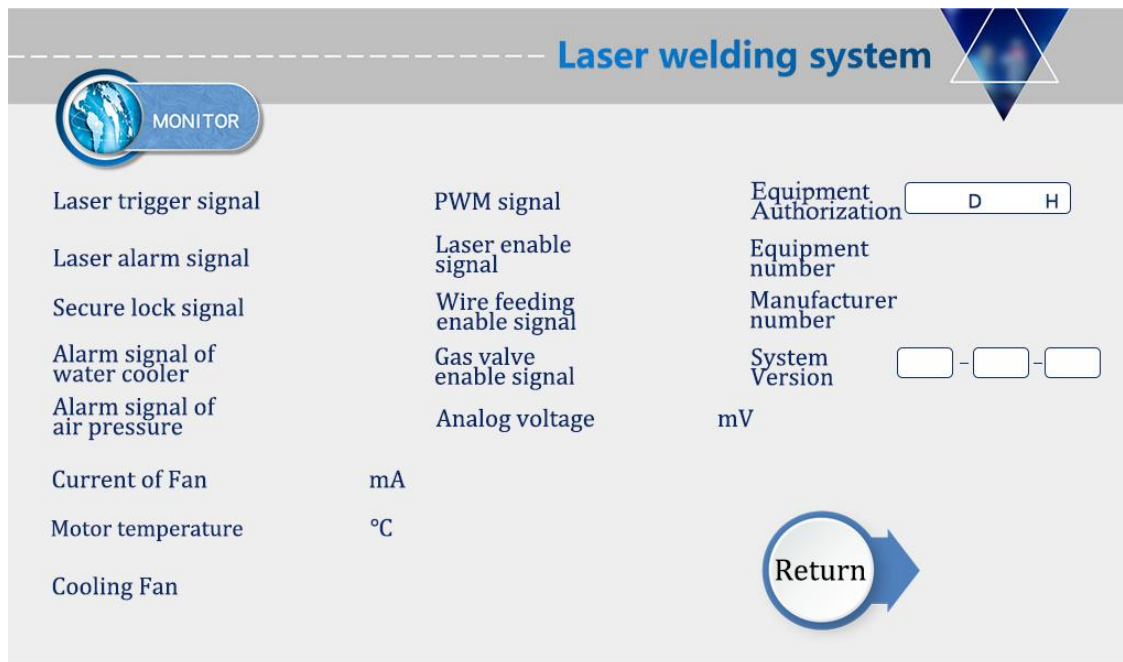 Laser welding system
MONITOR
Laser trigger signal
PWM signal
Equipment
Authorization D H
Laser alarm signal
Laser enable
signal
Equipment
number
Secure lock signal
Wire feeding
enable signal
Manufacturer
number
Alarm signal of
water cooler
Gas valve
enable signal
System
Version - -
Alarm signal of
air pressure
Analog voltage mV
Current of Fan mA
Motor temperature °C
Cooling Fan
Return